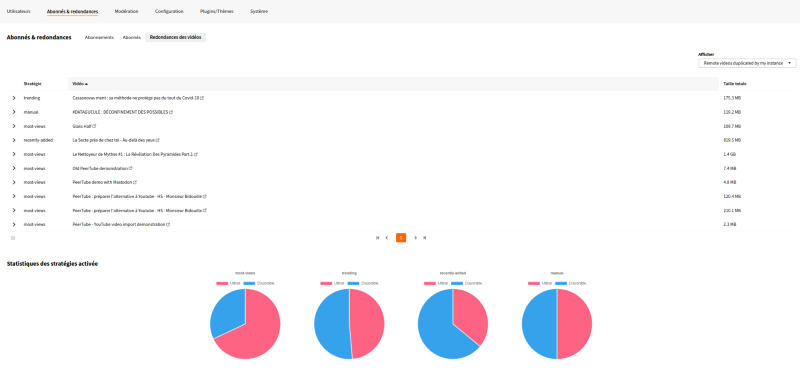 Utilisateurs Abonnés & redondances Modération Configuration Plugins/Thèmes Système
Abonnés & redondances Abonnements Abonnés Redondances des vidéos
Afficher
Remote videos duplicated by my instance
Stratégie Vidéo Taille totale
trending Casasnovas ment : sa méthode ne protège pas du tout du Covid-19 175.3 MB
manual #DATAGUEULE : DÉCONFINEMENT DES POSSIBLES 119.2 MB
most-views Glass Half 109.7 MB
recently-added La Secte près de chez toi - Au-delà des yeux 819.5 MB
most-views Le Nettoyeur de Mythes #1 : La Révélation Des Pyramides Part.1 1.4 GB
most-views Old PeerTube demonstration 7.4 MB
most-views PeerTube demo with Mastodon 4.8 MB
most-views PeerTube : préparer l'alternative à Youtube - HS - Monsieur Bidouille 120.4 MB
most-views PeerTube : préparer l'alternative à Youtube - HS - Monsieur Bidouille 210.1 MB
most-views PeerTube - YouTube video import demonstration 2.3 MB
1
Statistiques des stratégies activée
most-views trending recently-added manual
Utilisé Disponible Utilisé Disponible Utilisé Disponible Utilisé Disponible